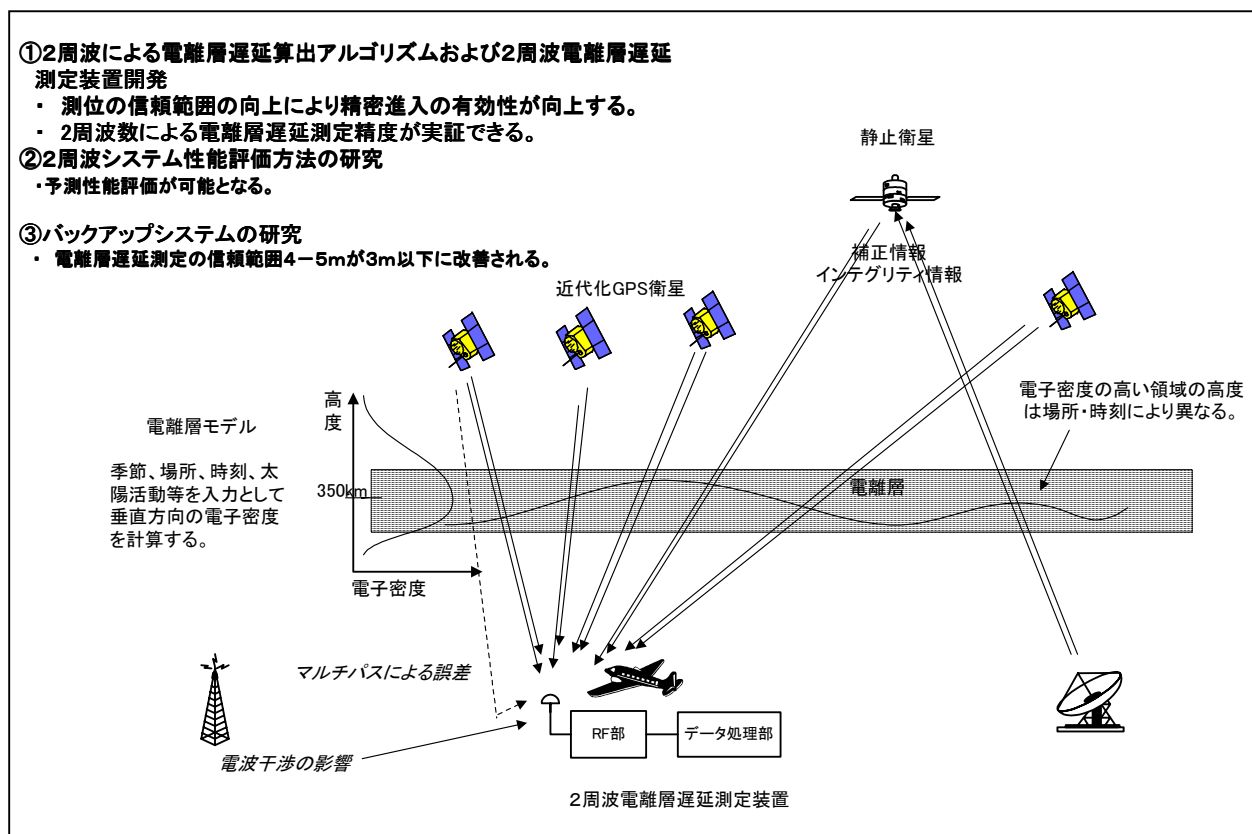 ①2周波による電離層遅延算出アルゴリズムおよび2周波電離層遅延
測定装置開発
・ 測位の信頼範囲の向上により精密進入の有効性が向上する。
・ 2周波数による電離層遅延測定精度が実証できる。
②2周波システム性能評価方法の研究
・予測性能評価が可能となる。
③バックアップシステムの研究
・ 電離層遅延測定の信頼範囲4－5mが3m以下に改善される。
静止衛星
補正情報
インテグリティ情報
近代化GPS衛星
電子密度の高い領域の高度
は場所・時刻により異なる。
高
度
電離層モデル
季節、場所、時刻、太
陽活動等を入力として
垂直方向の電子密度
を計算する。
350km
電離層
電子密度
マルチパスによる誤差
RF部
データ処理部
電波干渉の影響
2周波電離層遅延測定装置